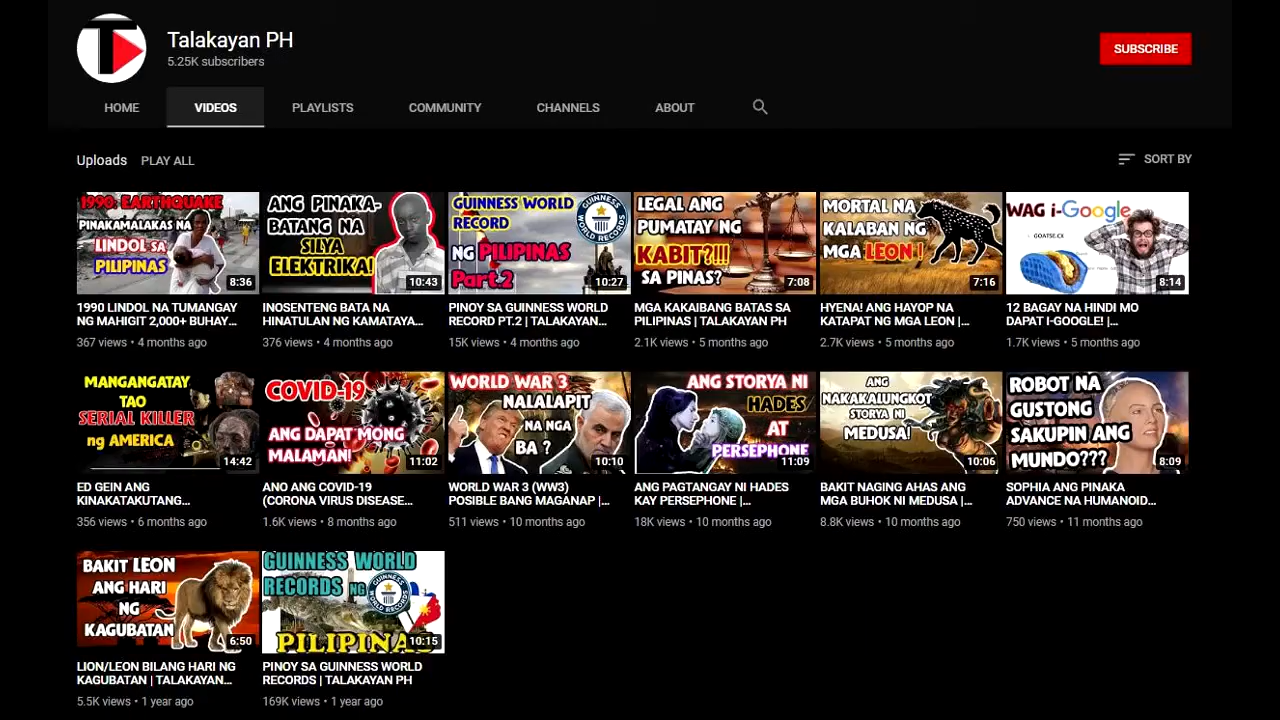 T
Talakayan PH
5.25K subscribers
SUBSCRIBE
HOME
VIDEOS
PLAYLISTS
COMMUNITY
CHANNELS
ABOUT
Uploads
PLAY ALL
SORT BY
1990: EARTHQUAKE
PINAKAMALAKAS NA
LINDOL SA
PILIPINAS
8:36
1990 LINDOL NA TUMANGAY
NG MAHIGIT 2,000+ BUHAY...
367 views • 4 months ago
ANG PINAKA-
BATANG NA
SILYA
ELEKTRIKA!
10:43
INOSENTENG BATA NA
HINATULAN NG KAMATAYA...
376 views • 4 months ago
GUINNESS WORLD
RECORD
NG PILIPINAS
Part.2
10:27
PINOY SA GUINNESS WORLD
RECORD PT.2 | TALAKAYAN...
15K views • 4 months ago
LEGAL ANG
PUMATAY NG
KABIT?!!!
SA PINAS?
7:08
MGA KAKAIBANG BATAS SA
PILIPINAS | TALAKAYAN PH
2.1K views • 5 months ago
MORTAL NA
KALABAN NG
MGA LEON!
7:16
HYENA! ANG HAYOP NA
KATAPAT NG MGA LEON |...
2.7K views • 5 months ago
WAG i-Google
GOATSE.CX
8:14
12 BAGAY NA HINDI MO
DAPAT I-GOOGLE! |...
1.7K views • 5 months ago
MANGANGATAY
TAO
SERIAL KILLER
ng AMERICA
14:42
ED GEIN ANG
KINAKATAKUTANG...
356 views • 6 months ago
COVID-19
ANG DAPAT MONG
MALAMAN!
11:02
ANO ANG COVID-19
(CORONA VIRUS DISEASE...
1.6K views • 8 months ago
WORLD WAR 3
NALALAPIT
NA NGA
BA ?
10:10
WORLD WAR 3 (WW3)
POSIBLE BANG MAGANAP |...
511 views • 10 months ago
ANG STORYA NI
HADES
AT
PERSEPHONE
11:09
ANG PAGTANGAY NI HADES
KAY PERSEPHONE |...
18K views • 10 months ago
ANG
NAKAKALUNGKOT
STORYA NI
MEDUSA!
10:06
BAKIT NAGING AHAS ANG
MGA BUHOK NI MEDUSA |...
8.8K views • 10 months ago
ROBOT NA
GUSTONG
SAKUPIN ANG
MUNDO???
8:09
SOPHIA ANG PINAKA
ADVANCE NA HUMANOID...
750 views • 11 months ago
BAKIT LEON
ANG HARI
NG
KAGUBATAN
6:50
LION/LEON BILANG HARI NG
KAGUBATAN | TALAKAYAN...
5.5K views • 1 year ago
GUINNESS WORLD
RECORDS NG
PILIPINAS
10:15
PINOY SA GUINNESS WORLD
RECORDS | TALAKAYAN PH
169K views • 1 year ago